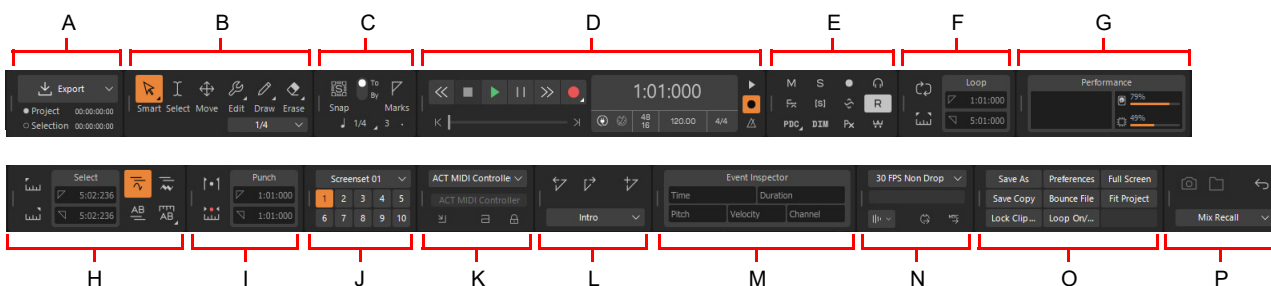 A B C D E F G
Export
Project 00:00:00:00
Selection 00:00:00:00
Smart Select Move Edit Draw Erase
1/4
S
To
By
Snap Marks
1/4 3
1:01:000
48
16
120.00 4/4
M S
Fx [S] R
PDC DIM Px
Loop
1:01:000
5:01:000
Performance
79%
49%
Select
5:02:236
5:02:236
AB AB
Punch
1:01:000
1:01:000
Screenset 01
1 2 3 4 5
6 7 8 9 10
ACT MIDI Controlle
ACT MIDI Controller
Intro
Event Inspector
Time Duration
Pitch Velocity Channel
30 FPS Non Drop
Save As Preferences Full Screen
Save Copy Bounce File Fit Project
Lock Clip... Loop On/...
Mix Recall
H I J K L M N O P